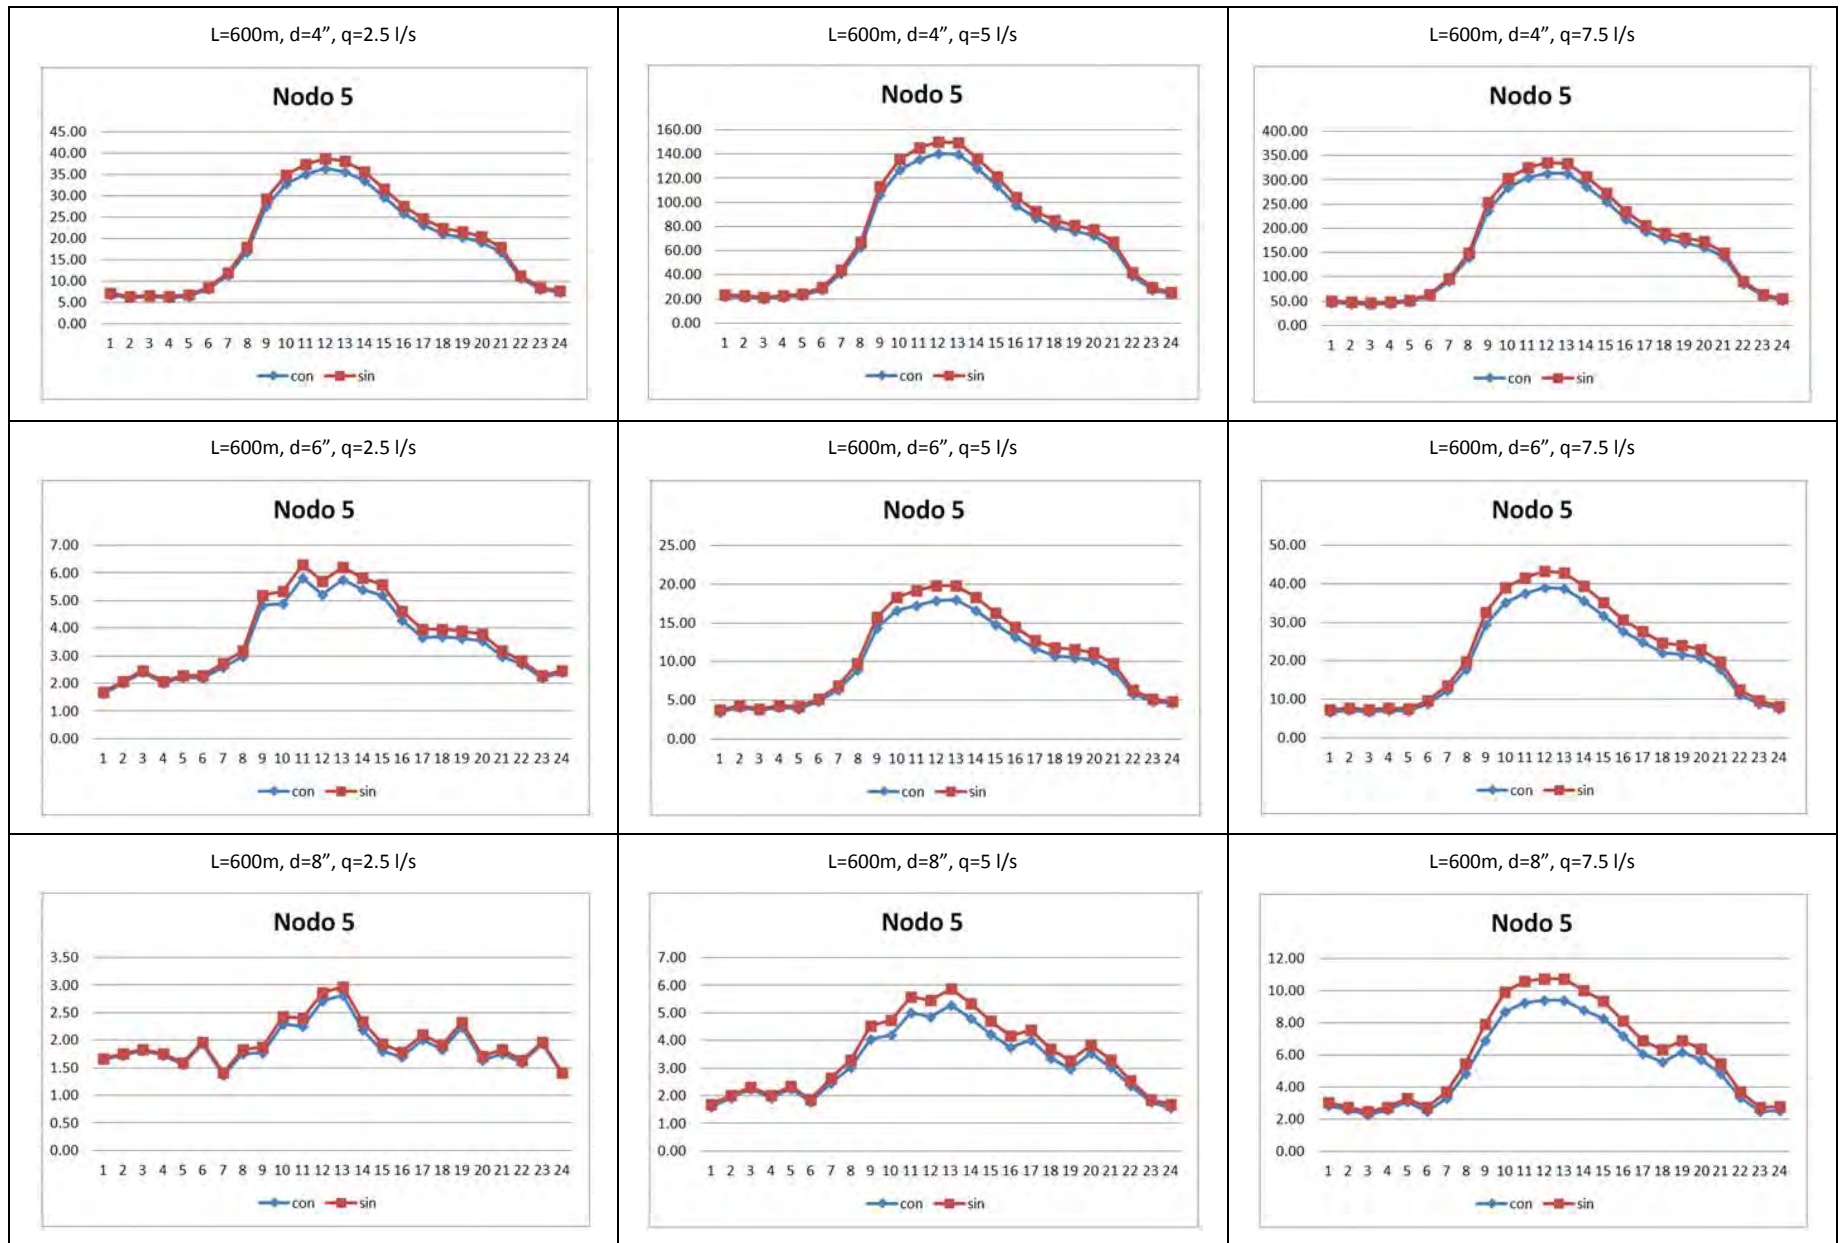 L=600m, d=4”, q=2.5 l/s
Nodo 5
45.00
40.00
35.00
30.00
25.00
20.00
15.00
10.00
5.00
0.00
1 2 3 4 5 6 7 8 9 10 11 12 13 14 15 16 17 18 19 20 21 22 23 24
con sin
L=600m, d=4”, q=5 l/s
Nodo 5
160.00
140.00
120.00
100.00
80.00
60.00
40.00
20.00
0.00
1 2 3 4 5 6 7 8 9 10 11 12 13 14 15 16 17 18 19 20 21 22 23 24
con sin
L=600m, d=4”, q=7.5 l/s
Nodo 5
400.00
350.00
300.00
250.00
200.00
150.00
100.00
50.00
0.00
1 2 3 4 5 6 7 8 9 10 11 12 13 14 15 16 17 18 19 20 21 22 23 24
con sin
L=600m, d=6”, q=2.5 l/s
Nodo 5
7.00
6.00
5.00
4.00
3.00
2.00
1.00
0.00
1 2 3 4 5 6 7 8 9 10 11 12 13 14 15 16 17 18 19 20 21 22 23 24
con sin
L=600m, d=6”, q=5 l/s
Nodo 5
25.00
20.00
15.00
10.00
5.00
0.00
1 2 3 4 5 6 7 8 9 10 11 12 13 14 15 16 17 18 19 20 21 22 23 24
con sin
L=600m, d=6”, q=7.5 l/s
Nodo 5
50.00
40.00
30.00
20.00
10.00
0.00
1 2 3 4 5 6 7 8 9 10 11 12 13 14 15 16 17 18 19 20 21 22 23 24
con sin
L=600m, d=8”, q=2.5 l/s
Nodo 5
3.50
3.00
2.50
2.00
1.50
1.00
0.50
0.00
1 2 3 4 5 6 7 8 9 10 11 12 13 14 15 16 17 18 19 20 21 22 23 24
con sin
L=600m, d=8”, q=5 l/s
Nodo 5
7.00
6.00
5.00
4.00
3.00
2.00
1.00
0.00
1 2 3 4 5 6 7 8 9 10 11 12 13 14 15 16 17 18 19 20 21 22 23 24
con sin
L=600m, d=8”, q=7.5 l/s
Nodo 5
12.00
10.00
8.00
6.00
4.00
2.00
0.00
1 2 3 4 5 6 7 8 9 10 11 12 13 14 15 16 17 18 19 20 21 22 23 24
con sin